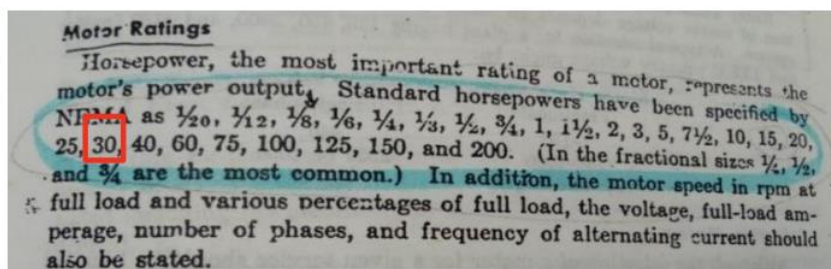 Motor Ratings
Horsepower, the most important rating of a motor, represents the
motor's power output. Standard horsepowers have been specified by
NEMA as 1/20, 1/12, 1/8, 1/6, 1/4, 1/3, 1/2, 3/4, 1, 1½, 2, 3, 5, 7½, 10, 15, 20,
25, 30, 40, 60, 75, 100, 125, 150, and 200. (In the fractional sizes ¼, ½,
and ¾ are the most common.) In addition, the motor speed in rpm at
full load and various percentages of full load, the voltage, full-load am-
perage, number of phases, and frequency of alternating current should
also be stated.